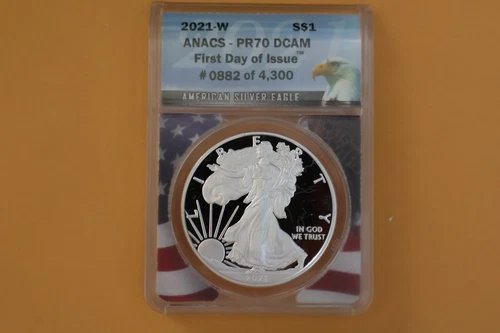 2021-W S$1
ANACS - PR70 DCAM
First Day of Issue™
# 0882 of 4,300
AMERICAN SILVER EAGLE
LIBERTY
IN GOD
WE TRUST